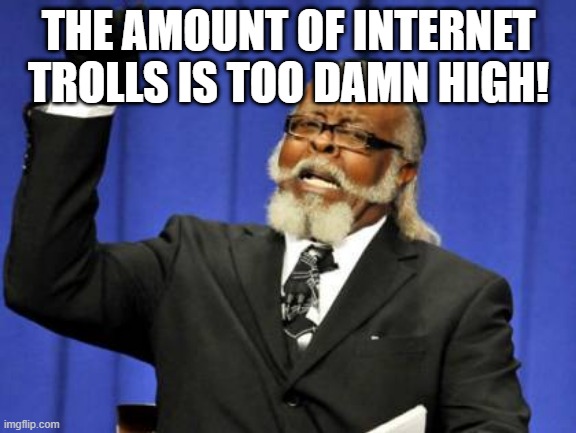 THE AMOUNT OF INTERNET
TROLLS IS TOO DAMN HIGH!
imgflip.com